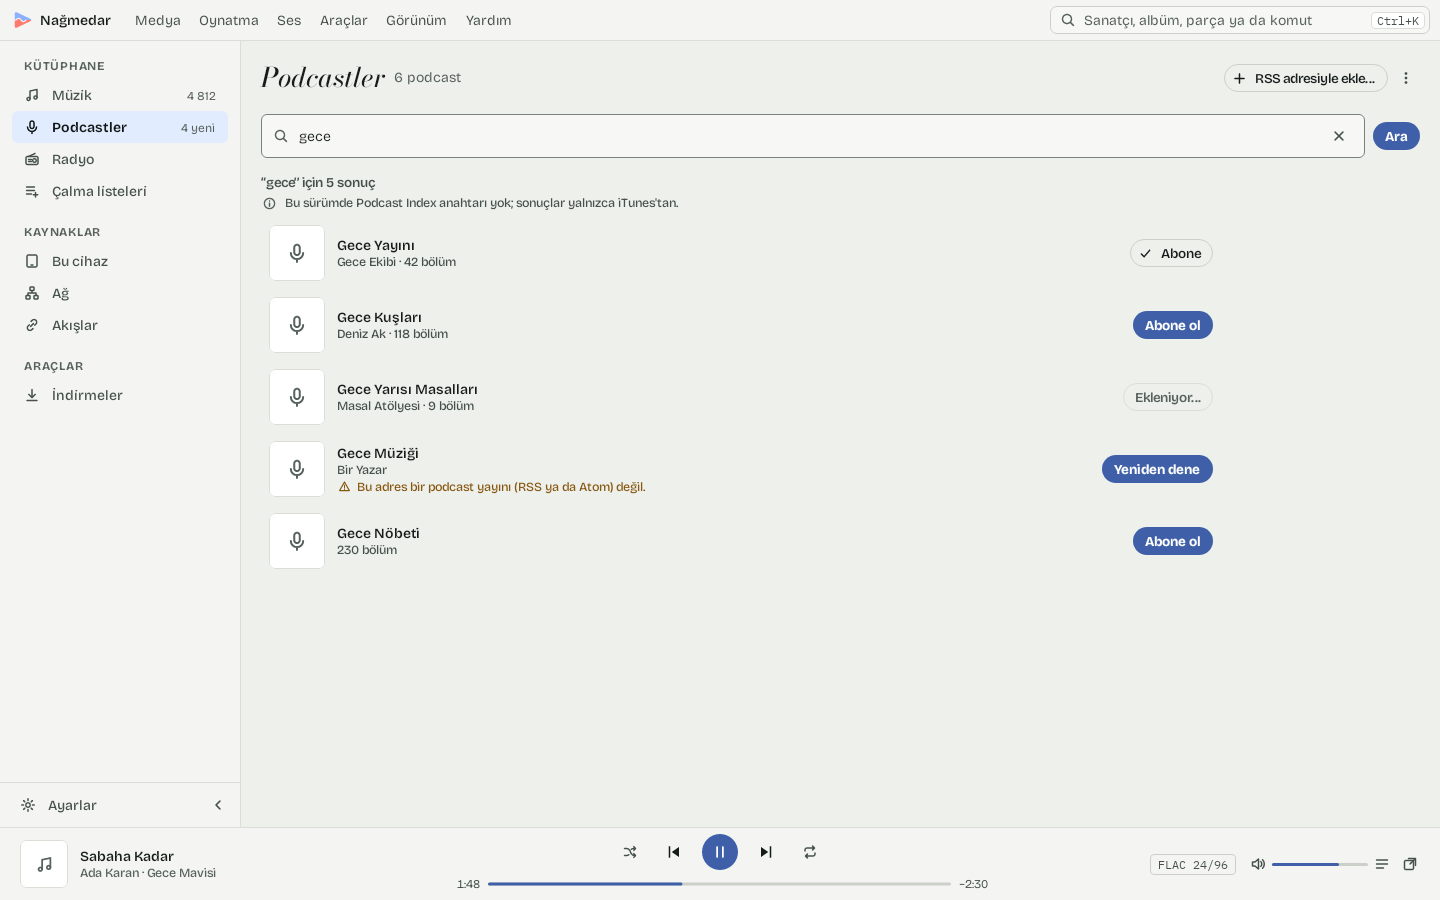 Nağmedar
Medya Oynatma Ses Araçlar Görünüm Yardım
Sanatçı, albüm, parça ya da komut Ctrl+K
KÜTÜPHANE
Müzik 4 812
Podcastler 4 yeni
Radyo
Çalma listeleri
KAYNAKLAR
Bu cihaz
Ağ
Akışlar
ARAÇLAR
İndirmeler
Ayarlar
Podcastler 6 podcast
RSS adresiyle ekle...
gece
Ara
"gece" için 5 sonuç
Bu sürümde Podcast Index anahtarı yok; sonuçlar yalnızca iTunes'tan.
Gece Yayını
Gece Ekibi · 42 bölüm
Abone
Gece Kuşları
Deniz Ak · 118 bölüm
Abone ol
Gece Yarısı Masalları
Masal Atölyesi · 9 bölüm
Ekleniyor...
Gece Müziği
Bir Yazar
Bu adres bir podcast yayını (RSS ya da Atom) değil.
Yeniden dene
Gece Nöbeti
230 bölüm
Abone ol
Sabaha Kadar
Ada Karan · Gece Mavisi
1:48
−2:30
FLAC 24/96